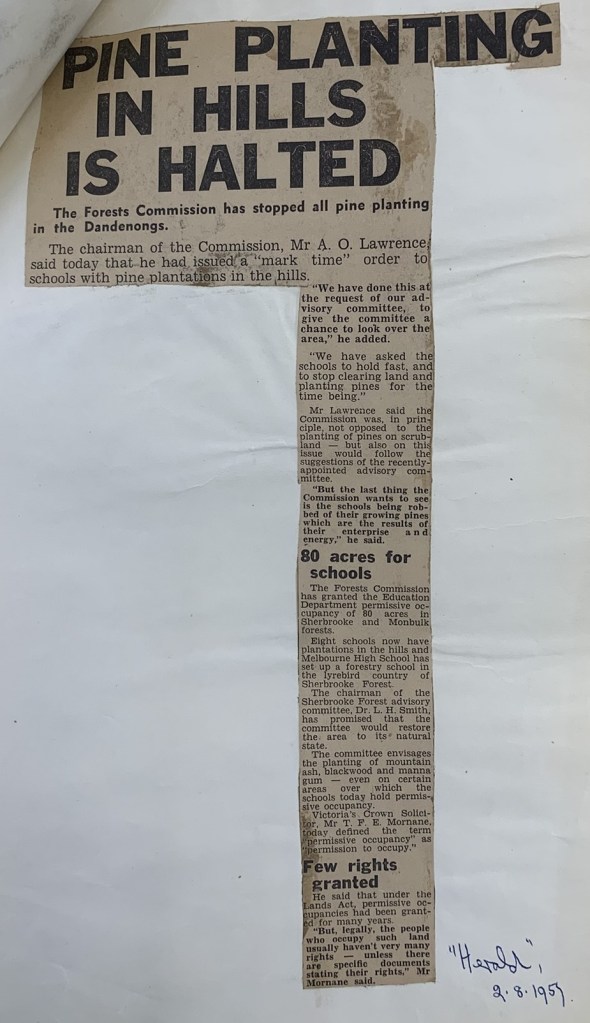 PINE PLANTING
IN HILLS
IS HALTED
The Forests Commission has stopped all pine planting
in the Dandenongs.
The chairman of the Commission, Mr A. O. Lawrence,
said today that he had issued a "mark time" order to
schools with pine plantations in the hills.
"We have done this at
the request of our ad-
visory committee, to
give the committee a
chance to look over the
area," he added.
"We have asked the
schools to hold fast, and
to stop clearing land and
planting pines for the
time being."
Mr Lawrence said the
Commission was, in prin-
ciple, not opposed to the
planting of pines on scrub-
land — but also on this
issue would follow the
suggestions of the recently-
appointed advisory com-
mittee.
"But the last thing the
Commission wants to see
is the schools being rob-
bed of their growing pines
which are the results of
their enterprise and
energy," he said.
80 acres for
schools
The Forests Commission
has granted the Education
Department permissive oc-
cupancy of 80 acres in
Sherbrooke and Monbulk
forests.
Eight schools now have
plantations in the hills and
Melbourne High School has
set up a forestry school in
the lyrebird country of
Sherbrooke Forest.
The chairman of the
Sherbrooke Forest advisory
committee, Dr. L. H. Smith,
has promised that the
committee would restore
the area to its natural
state.
The committee envisages
the planting of mountain
ash, blackwood and manna
gum — even on certain
areas over which the
schools today hold permis-
sive occupancy.
Victoria's Crown Solici-
tor, Mr T. F. E. Mornane,
today defined the term
"permissive occupancy" as
"permission to occupy."
Few rights
granted
He said that under the
Lands Act, permissive oc-
cupancies had been grant-
ed for many years.
"But, legally, the people
who occupy such land
usually haven't very many
rights — unless there
are specific documents
stating their rights," Mr
Mornane said.
"Herald",
2.8.1957.